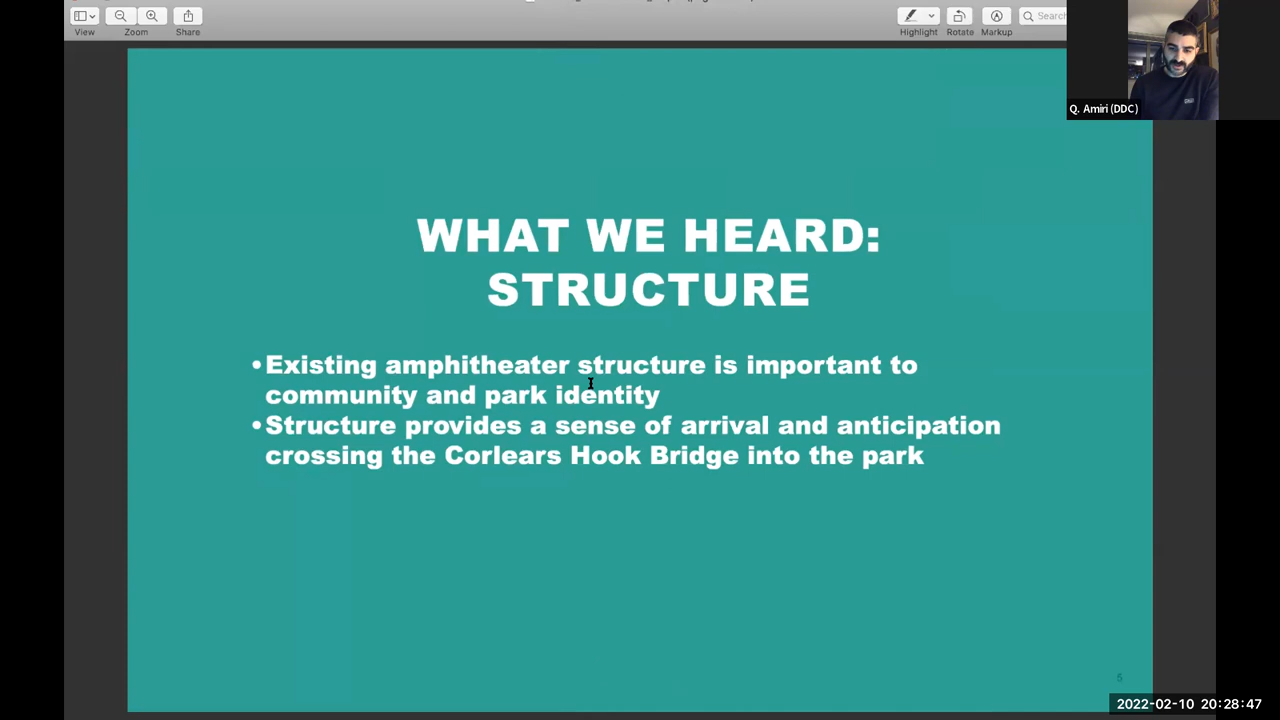 View
Zoom
Share
Highlight
Rotate
Markup
Search
Q. Amiri (DDC)
WHAT WE HEARD:
STRUCTURE
•Existing amphitheater structure is important to
community and park identity
•Structure provides a sense of arrival and anticipation
crossing the Corlears Hook Bridge into the park
5
2022-02-10 20:28:47